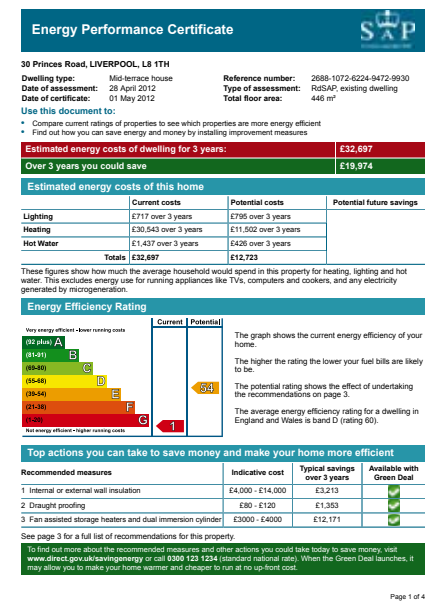 Energy Performance Certificate
SAP
30 Princes Road, LIVERPOOL, L8 1TH
Dwelling type: Mid-terrace house Reference number: 2688-1072-6224-9472-9930
Date of assessment: 28 April 2012 Type of assessment: RdSAP, existing dwelling
Date of certificate: 01 May 2012 Total floor area: 446 m²
Use this document to:
• Compare current ratings of properties to see which properties are more energy efficient
• Find out how you can save energy and money by installing improvement measures
Estimated energy costs of dwelling for 3 years: £32,697
Over 3 years you could save £19,974
Estimated energy costs of this home
Current costs Potential costs Potential future savings
Lighting £717 over 3 years £795 over 3 years
Heating £30,543 over 3 years £11,502 over 3 years
Hot Water £1,437 over 3 years £426 over 3 years
Totals £32,697 £12,723
These figures show how much the average household would spend in this property for heating, lighting and hot
water. This excludes energy use for running appliances like TVs, computers and cookers, and any electricity
generated by microgeneration.
Energy Efficiency Rating
Current Potential
Very energy efficient - lower running costs
(92 plus) A
(81-91) B
(69-80) C
(55-68) D
(39-54) E
54
(21-38) F
(1-20) G
1
Not energy efficient - higher running costs
The graph shows the current energy efficiency of your
home.
The higher the rating the lower your fuel bills are likely
to be.
The potential rating shows the effect of undertaking
the recommendations on page 3.
The average energy efficiency rating for a dwelling in
England and Wales is band D (rating 60).
Top actions you can take to save money and make your home more efficient
Recommended measures Indicative cost Typical savings over 3 years Available with Green Deal
1 Internal or external wall insulation £4,000 - £14,000 £3,213
2 Draught proofing £80 - £120 £1,353
3 Fan assisted storage heaters and dual immersion cylinder £3000 - £4000 £12,171
See page 3 for a full list of recommendations for this property.
To find out more about the recommended measures and other actions you could take today to save money, visit
www.direct.gov.uk/savingenergy or call 0300 123 1234 (standard national rate). When the Green Deal launches, it
may allow you to make your home warmer and cheaper to run at no up-front cost.
Page 1 of 4